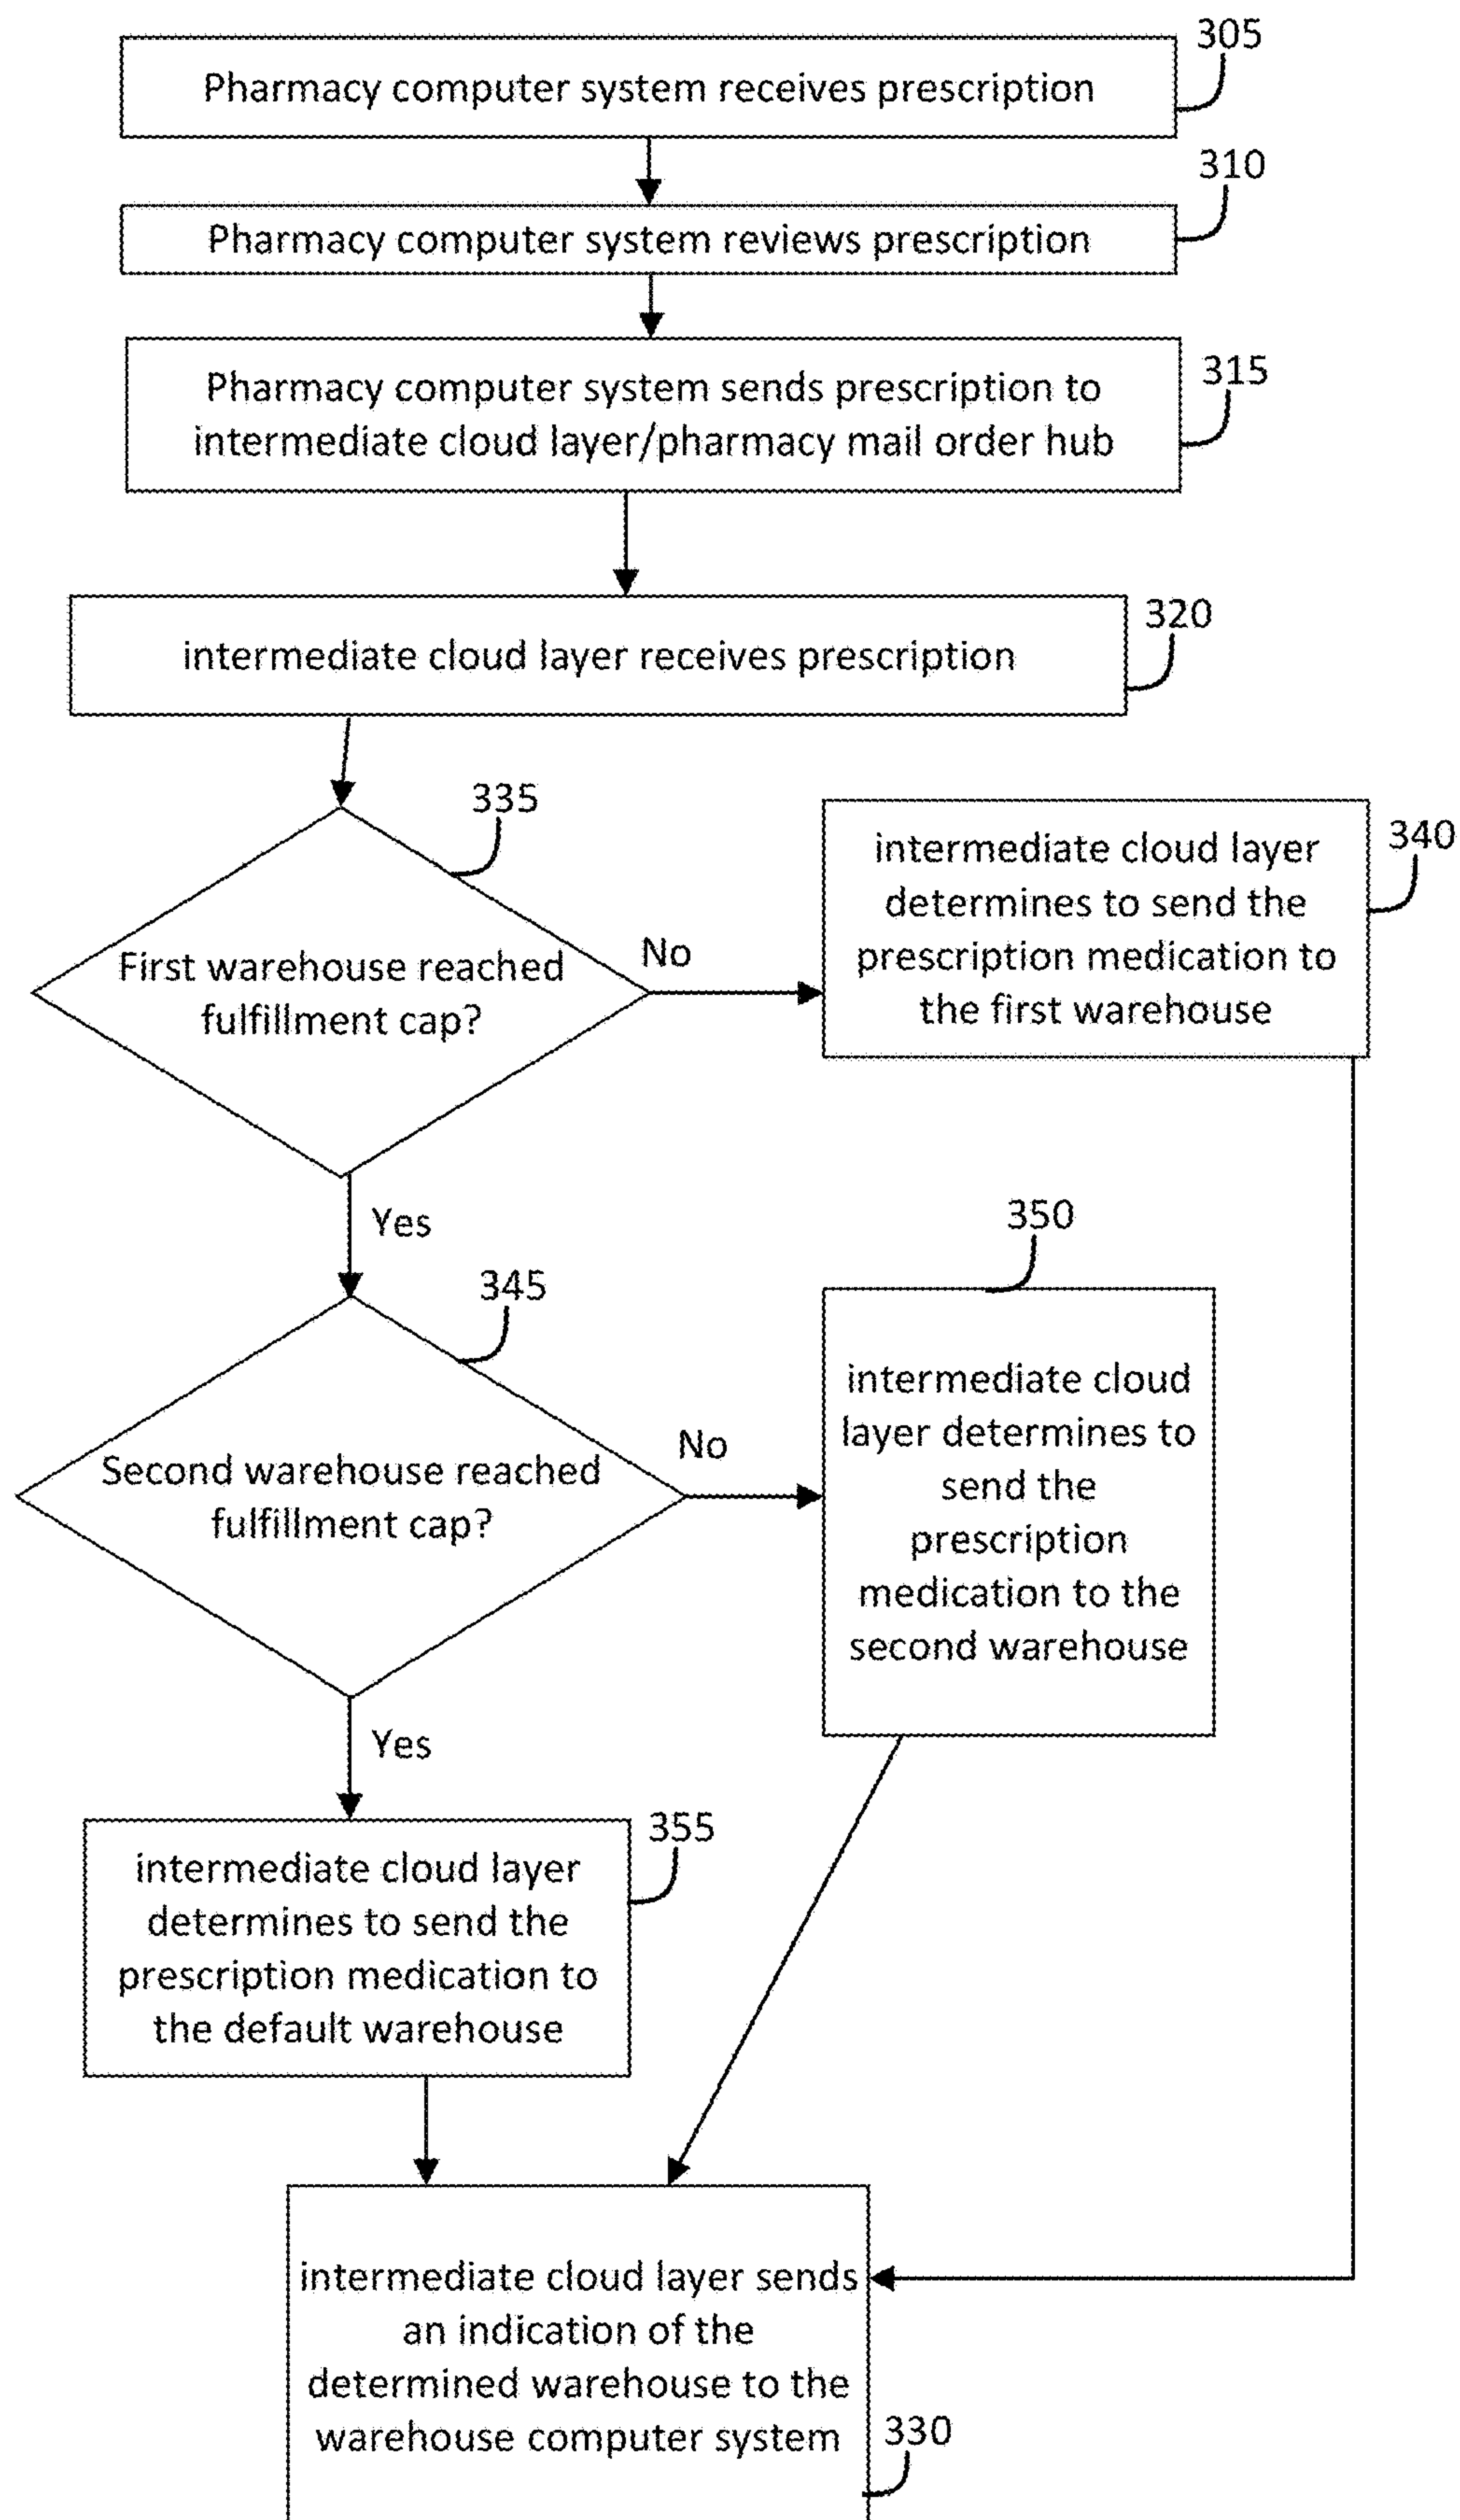 305
Pharmacy computer system receives prescription
310
Pharmacy computer system reviews prescription
315
Pharmacy computer system sends prescription to
intermediate cloud layer/pharmacy mail order hub
320
intermediate cloud layer receives prescription
335
First warehouse reached
fulfillment cap?
No
340
intermediate cloud layer
determines to send the
prescription medication to
the first warehouse
Yes
345
Second warehouse reached
fulfillment cap?
No
350
intermediate cloud
layer determines to
send the
prescription
medication to the
second warehouse
Yes
355
intermediate cloud layer
determines to send the
prescription medication to
the default warehouse
intermediate cloud layer sends
an indication of the
determined warehouse to the
warehouse computer system
330